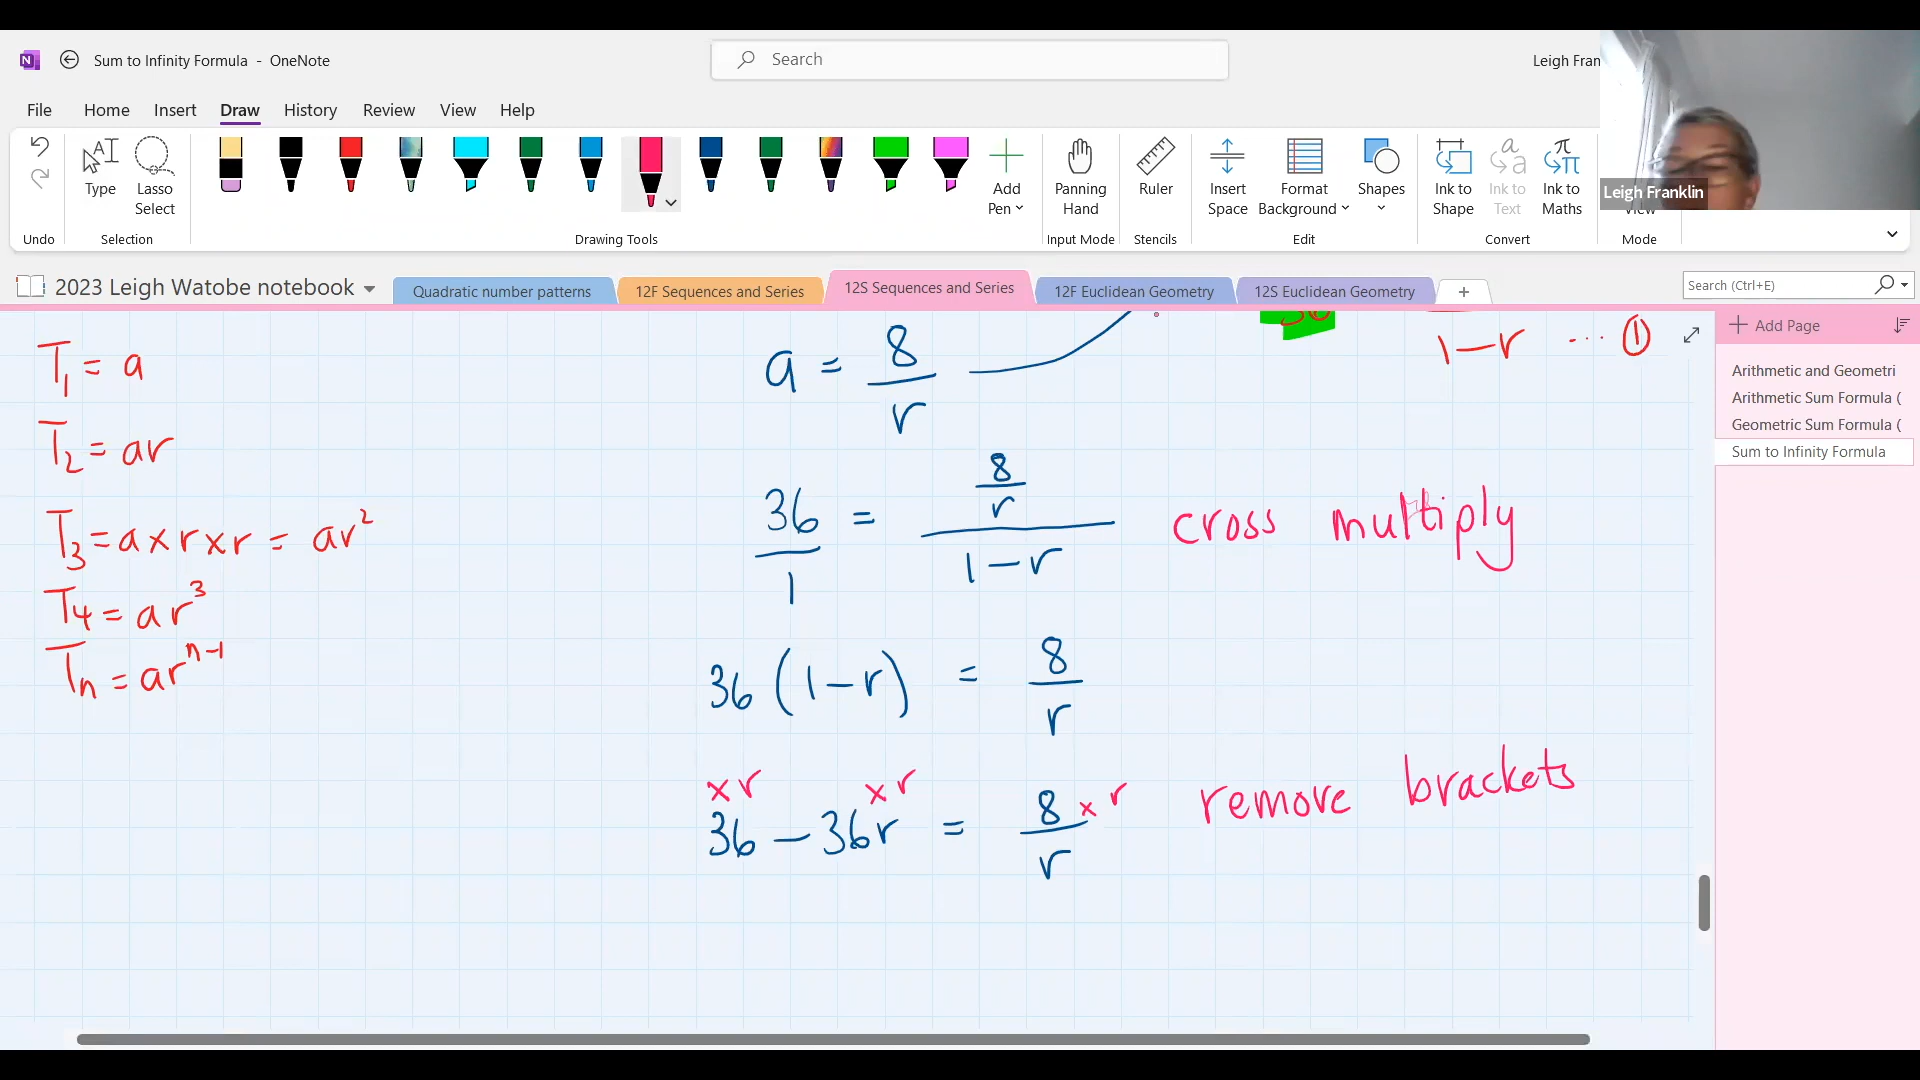 Sum to Infinity Formula - OneNote
Search
Leigh Fran
File Home Insert Draw History Review View Help
Type
Lasso Select
Add Pen
Panning Hand
Ruler
Insert Space
Format Background
Shapes
Ink to Shape
Ink to Text
Ink to Maths
Leigh Franklin
View
Undo
Selection
Drawing Tools
Input Mode
Stencils
Edit
Convert
Mode
2023 Leigh Watobe notebook
Quadratic number patterns
12F Sequences and Series
12S Sequences and Series
12F Euclidean Geometry
12S Euclidean Geometry
+
Search (Ctrl+E)
Add Page
Arithmetic and Geometri
Arithmetic Sum Formula (
Geometric Sum Formula (
Sum to Infinity Formula
T₁ = a
T₂ = ar
T₃ = a × r × r = ar²
T₄ = ar³
Tₙ = arⁿ⁻¹
36
1-r ... ①
a = 8/r
36/1 = (8/r)/(1-r) cross multiply
36 (1-r) = 8/r
×r ×r ×r
36 - 36r = 8/r remove brackets